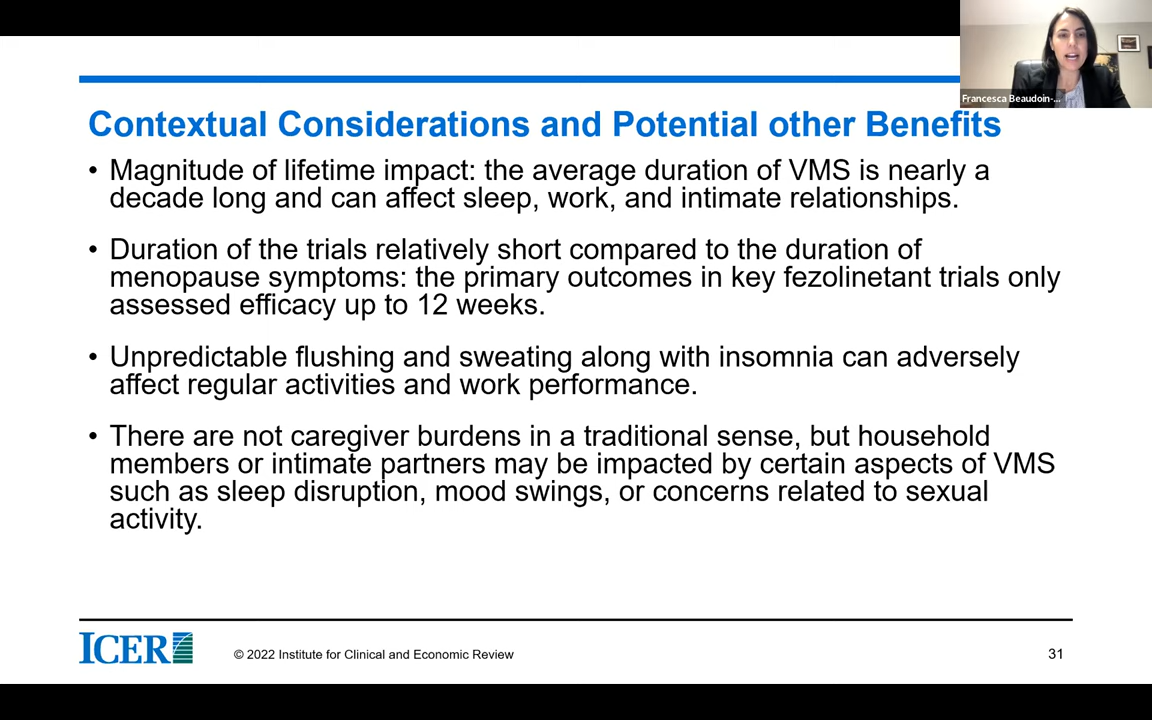 Francesca Beaudoin-...
Contextual Considerations and Potential other Benefits
• Magnitude of lifetime impact: the average duration of VMS is nearly a
decade long and can affect sleep, work, and intimate relationships.
• Duration of the trials relatively short compared to the duration of
menopause symptoms: the primary outcomes in key fezolinetant trials only
assessed efficacy up to 12 weeks.
• Unpredictable flushing and sweating along with insomnia can adversely
affect regular activities and work performance.
• There are not caregiver burdens in a traditional sense, but household
members or intimate partners may be impacted by certain aspects of VMS
such as sleep disruption, mood swings, or concerns related to sexual
activity.
ICER
© 2022 Institute for Clinical and Economic Review
31